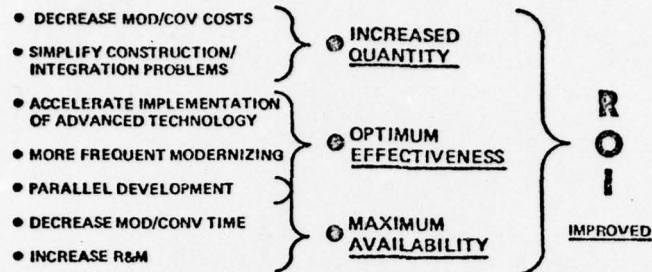 • DECREASE MOD/COV COSTS
• SIMPLIFY CONSTRUCTION/
INTEGRATION PROBLEMS
• ACCELERATE IMPLEMENTATION
OF ADVANCED TECHNOLOGY
• MORE FREQUENT MODERNIZING
• PARALLEL DEVELOPMENT
• DECREASE MOD/CONV TIME
• INCREASE R&M
INCREASED
QUANTITY
OPTIMUM
EFFECTIVENESS
MAXIMUM
AVAILABILITY
R
O
I
IMPROVED